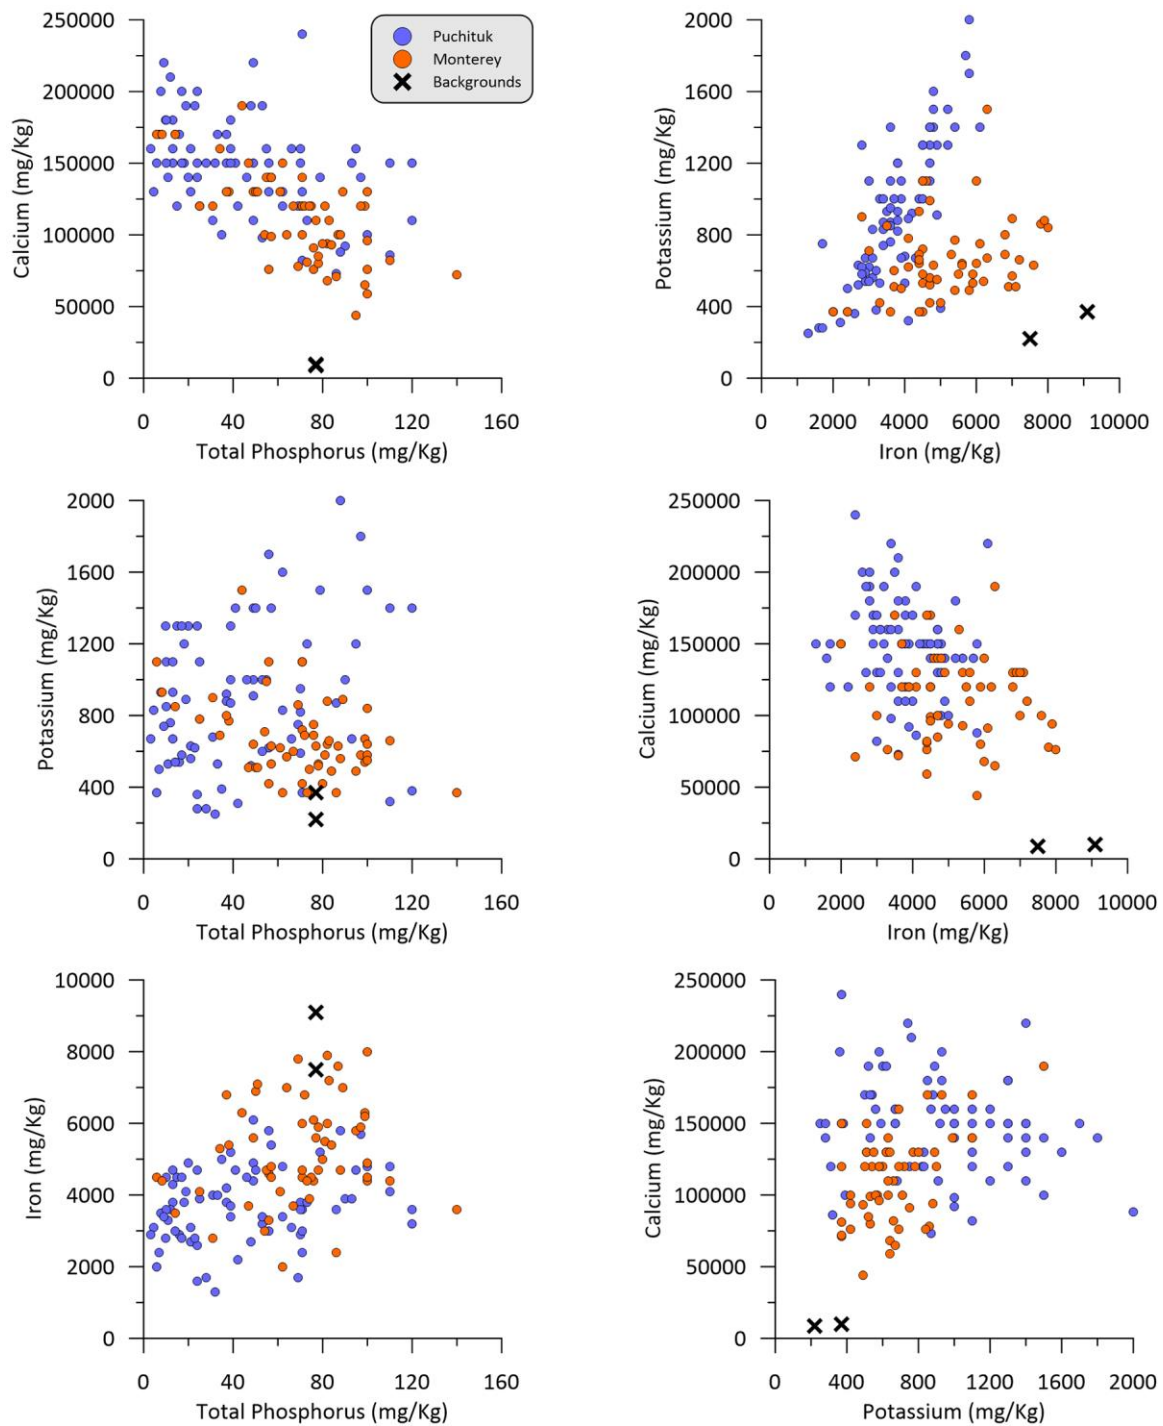 250000
200000
150000
100000
50000
0
Calcium (mg/Kg)
0 40 80 120 160
Total Phosphorus (mg/Kg)
Puchituk
Monterey
Backgrounds
2000
1600
1200
800
400
0
Potassium (mg/Kg)
0 2000 4000 6000 8000 10000
Iron (mg/Kg)
2000
1600
1200
800
400
0
Potassium (mg/Kg)
0 40 80 120 160
Total Phosphorus (mg/Kg)
250000
200000
150000
100000
50000
0
Calcium (mg/Kg)
0 2000 4000 6000 8000 10000
Iron (mg/Kg)
10000
8000
6000
4000
2000
0
Iron (mg/Kg)
0 40 80 120 160
Total Phosphorus (mg/Kg)
250000
200000
150000
100000
50000
0
Calcium (mg/Kg)
0 400 800 1200 1600 2000
Potassium (mg/Kg)